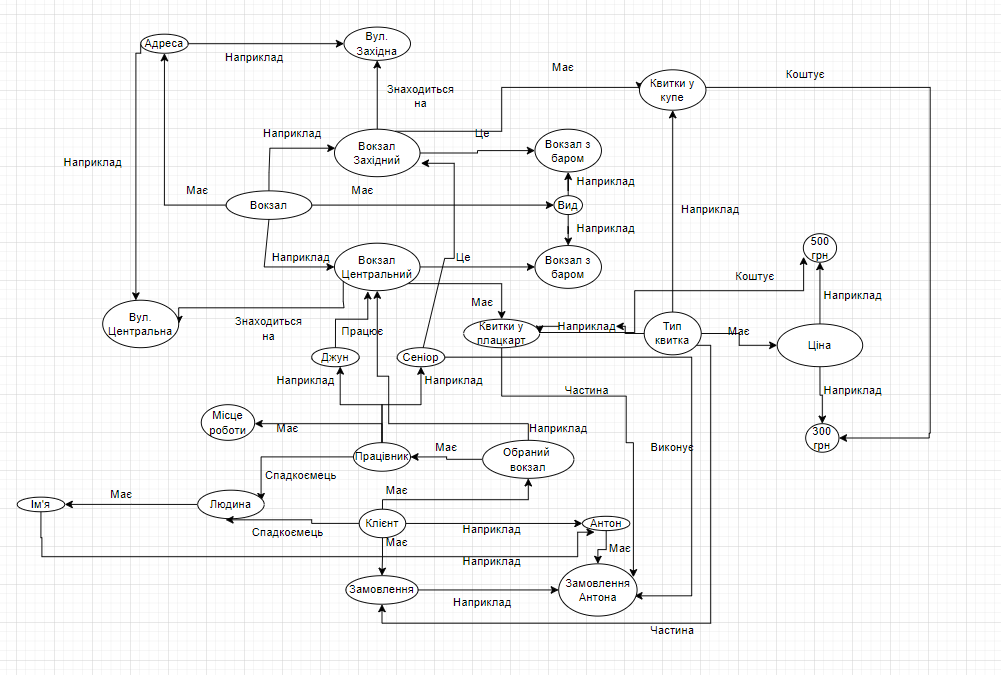 Адреса
Вул.
Західна
Наприклад
Має
Квитки у
купе
Коштує
Знаходиться
на
Наприклад
Вокзал
Західний
Це
Вокзал з
баром
Наприклад
Має
Має
Наприклад
Вокзал
Вид
Наприклад
Наприклад
500
грн
Наприклад
Вокзал
Центральний
Це
Вокзал з
баром
Коштує
Наприклад
Вул.
Центральна
Знаходиться
на
Працює
Має
Квитки у
плацкарт
Наприклад
Тип
квитка
Має
Ціна
Джун
Сеніор
Наприклад
Наприклад
Частина
Наприклад
Місце
роботи
Має
Наприклад
300
грн
Працівник
Має
Обраний
вокзал
Виконує
Спадкоємець
Ім'я
Має
Людина
Має
Спадкоємець
Клієнт
Наприклад
Антон
Має
Має
Наприклад
Замовлення
Наприклад
Замовлення
Антона
Частина